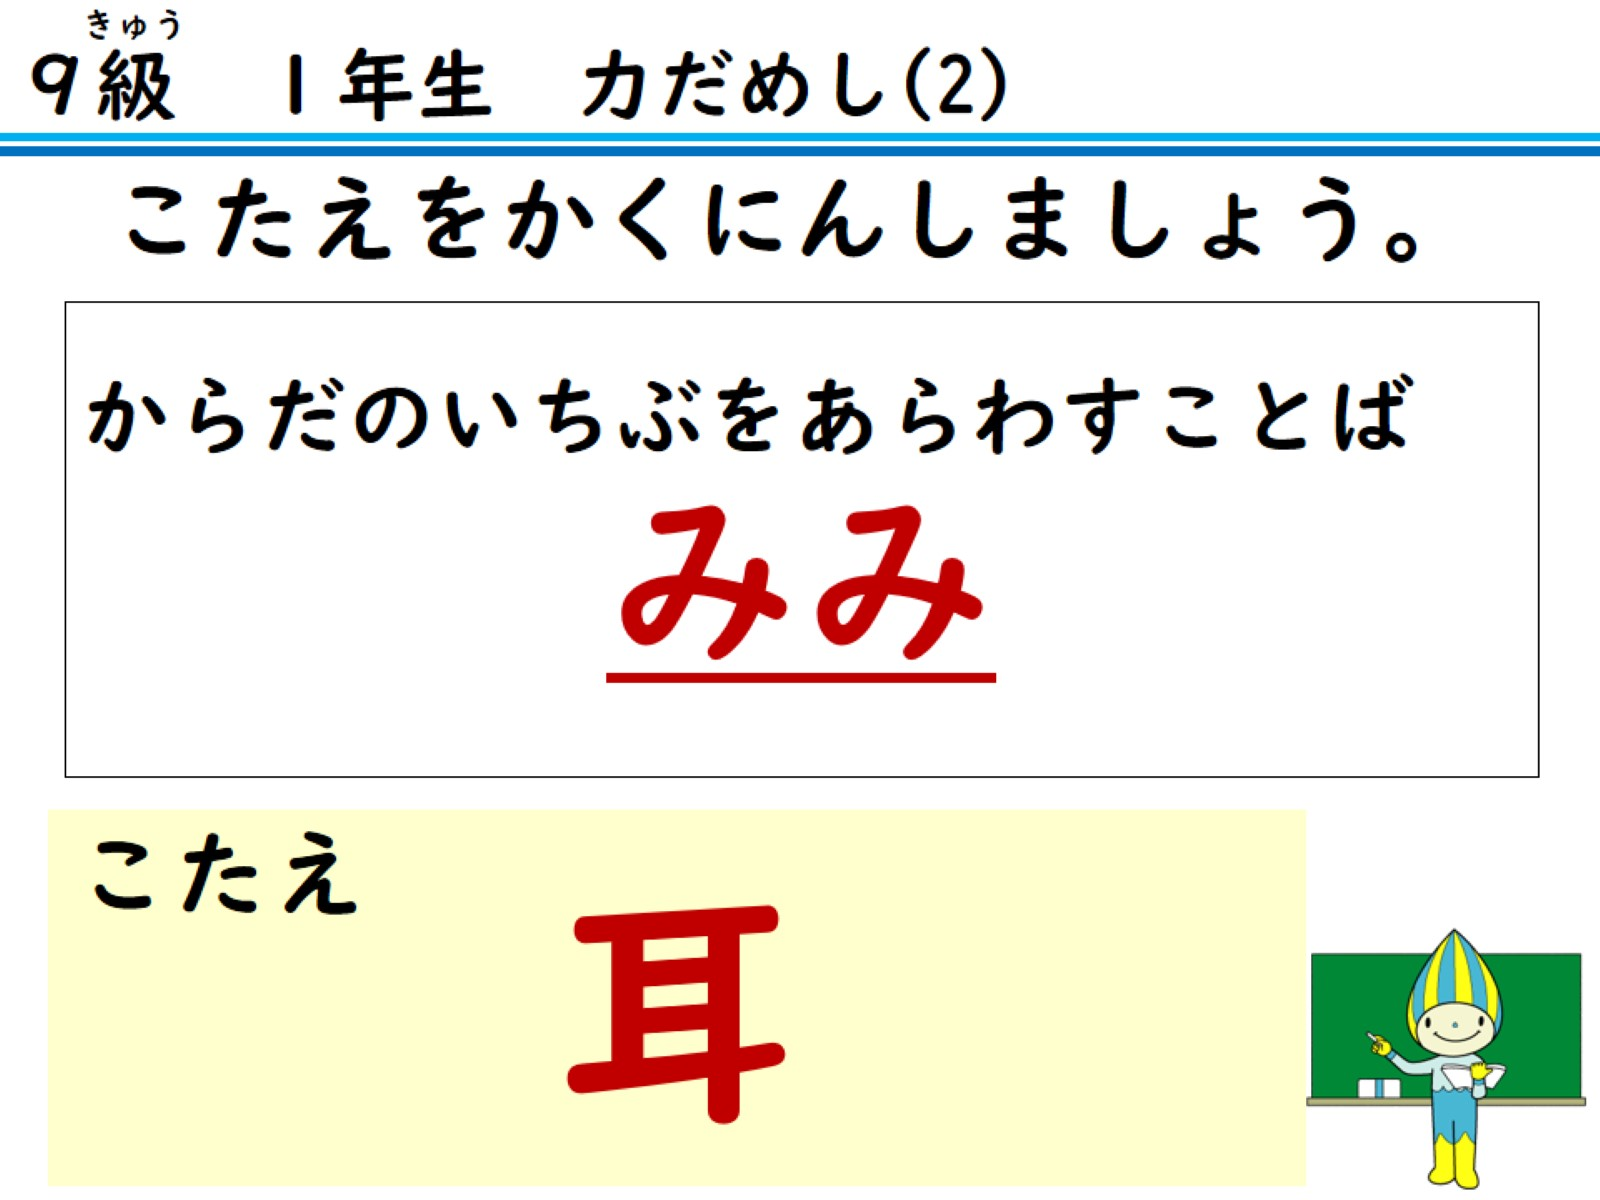 きゅう
９級　１年生　力だめし(2)
こたえをかくにんしましょう。
からだのいちぶをあらわすことば
みみ
こたえ
耳